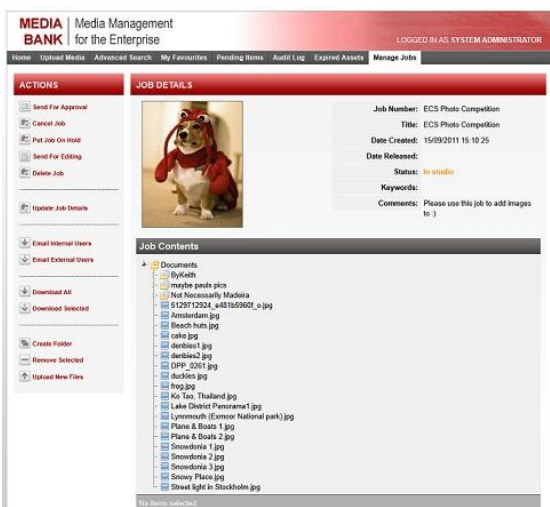 MEDIA BANK Media Management for the Enterprise
LOGGED IN AS SYSTEM ADMINISTRATOR
Home Upload Media Advanced Search My Favourites Pending Items Audit Log Expired Assets Manage Jobs
ACTIONS
Send For Approval
Cancel Job
Put Job On Hold
Send For Editing
Delete Job
Update Job Details
Email Internal Users
Email External Users
Download All
Download Selected
Create Folder
Remove Selected
Upload New Files
JOB DETAILS
Job Number: ECS Photo Competition
Title: ECS Photo Competition
Date Created: 15/09/2011 15:10:25
Date Released:
Status: In studio
Keywords:
Comments: Please use this job to add images
to :)
Job Contents
Documents
ByKeith
maybe pauls pics
Not Necessarily Madeira
5129712924_e481b5960f_o.jpg
Amsterdam.jpg
Beach huts.jpg
cake.jpg
denbies1.jpg
denbies2.jpg
DPP_0261.jpg
duckies.jpg
frog.jpg
Ko Tao, Thailand.jpg
Lake District Panorama1.jpg
Lynnmouth (Exmoor National park).jpg
Plane & Boats 1.jpg
Plane & Boats 2.jpg
Snowdonia 1.jpg
Snowdonia 2.jpg
Snowdonia 3.jpg
Snowy Place.jpg
Street light in Stockholm.jpg
No items selected